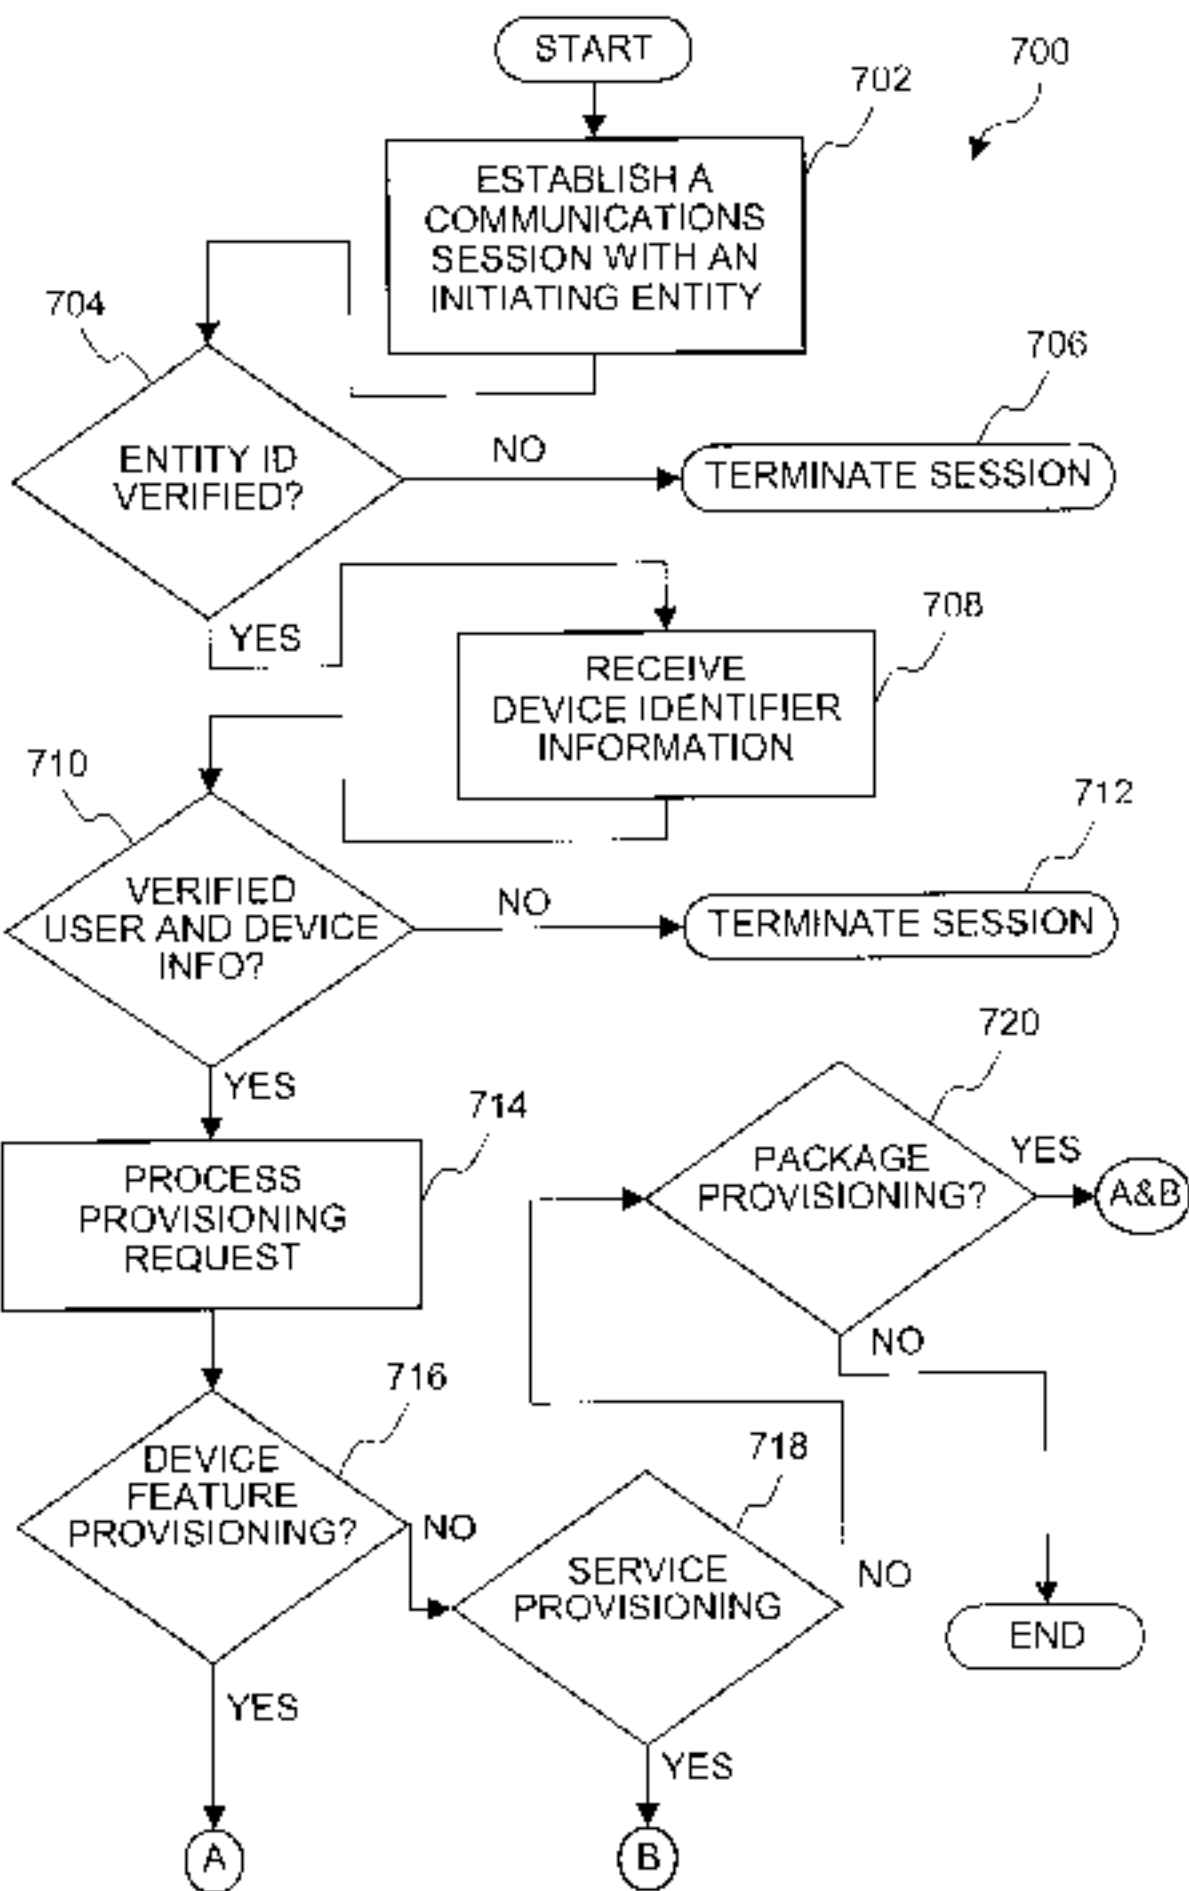 START
700
702
ESTABLISH A
COMMUNICATIONS
SESSION WITH AN
INITIATING ENTITY
704
706
ENTITY ID
VERIFIED?
NO
TERMINATE SESSION
YES
708
RECEIVE
DEVICE IDENTIFIER
INFORMATION
710
712
VERIFIED
USER AND DEVICE
INFO?
NO
TERMINATE SESSION
YES
720
714
PACKAGE
PROVISIONING?
YES
A&B
PROCESS
PROVISIONING
REQUEST
NO
716
718
DEVICE
FEATURE
PROVISIONING?
NO
SERVICE
PROVISIONING
NO
END
YES
YES
A
B